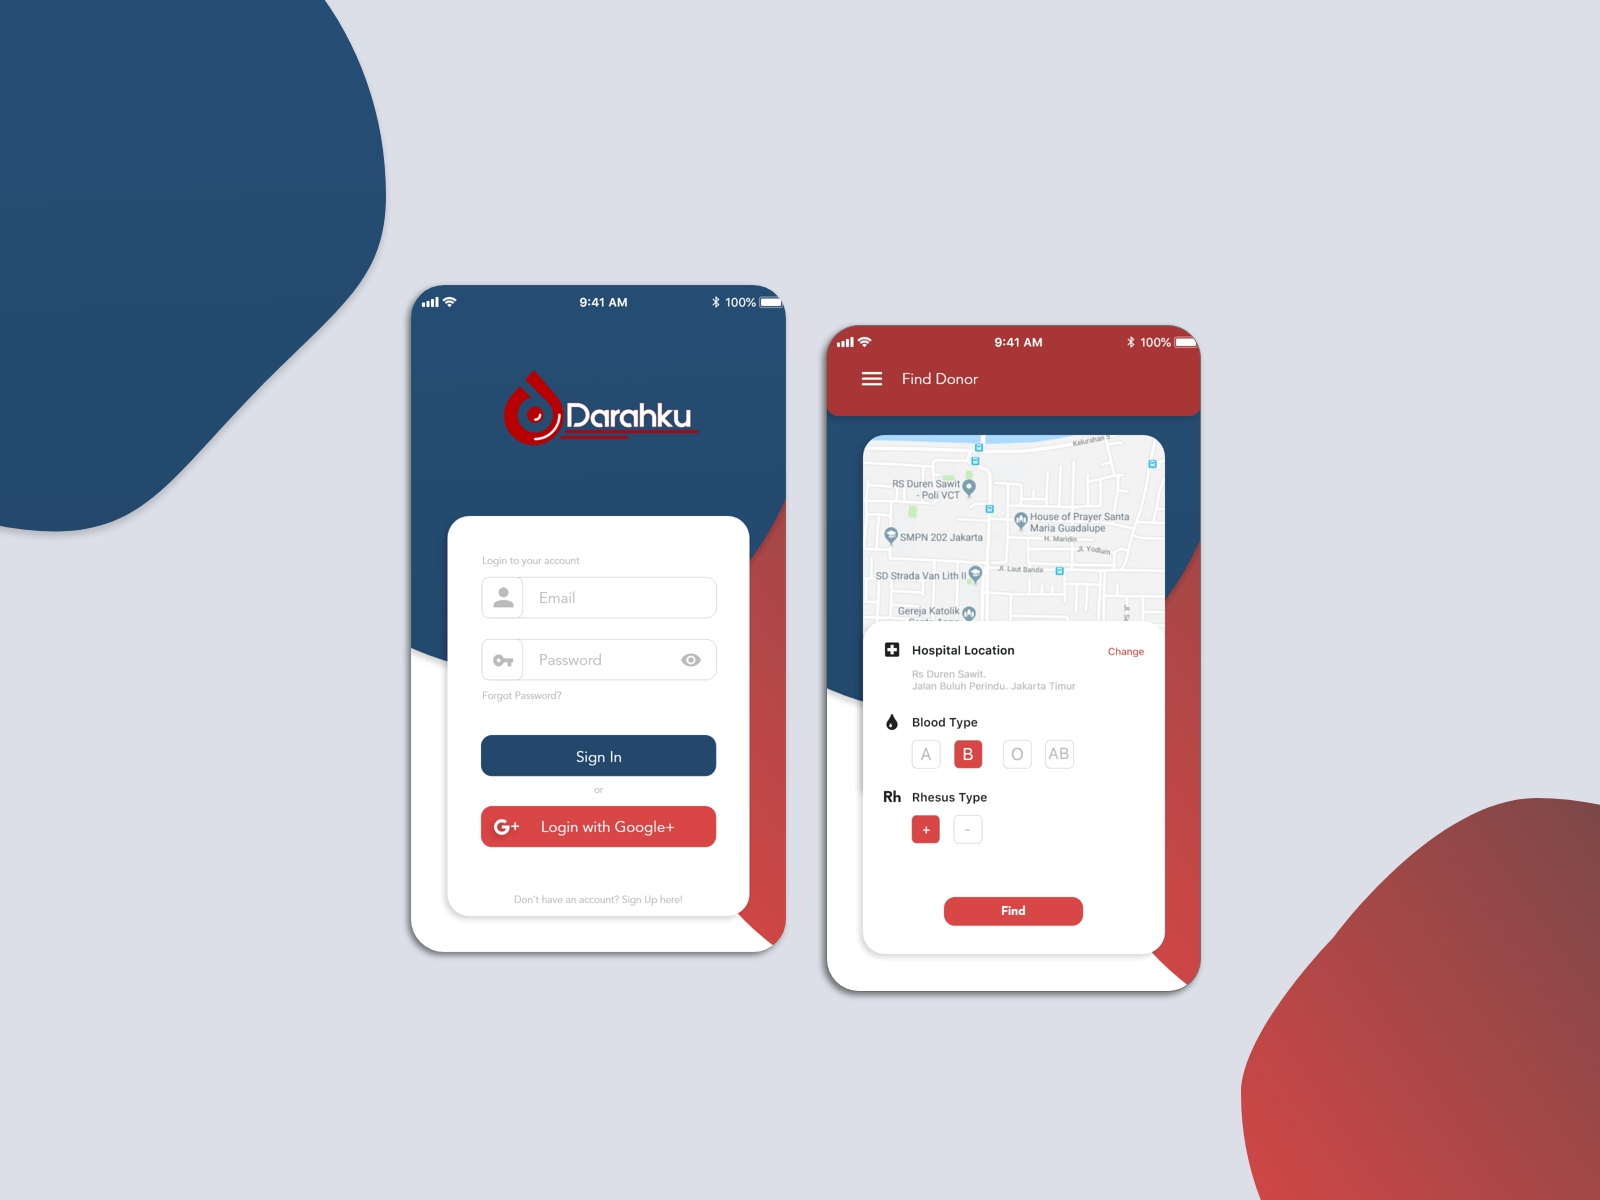 9:41 AM
100%
Darahku
Login to your account
Email
Password
Forgot Password?
Sign In
or
G+ Login with Google+
Don't have an account? Sign Up here!
9:41 AM
100%
Find Donor
Kelurahan
RS Duren Sawit
- Poli VCT
House of Prayer Santa
Maria Guadalupe
H. Maridin
SMPN 202 Jakarta
Jl. Yodium
Jl. Laut Banda
SD Strada Van Lith II
Gereja Katolik
Hospital Location
Change
Rs Duren Sawit.
Jalan Buluh Perindu. Jakarta Timur
Blood Type
A B O AB
Rh Rhesus Type
+ -
Find